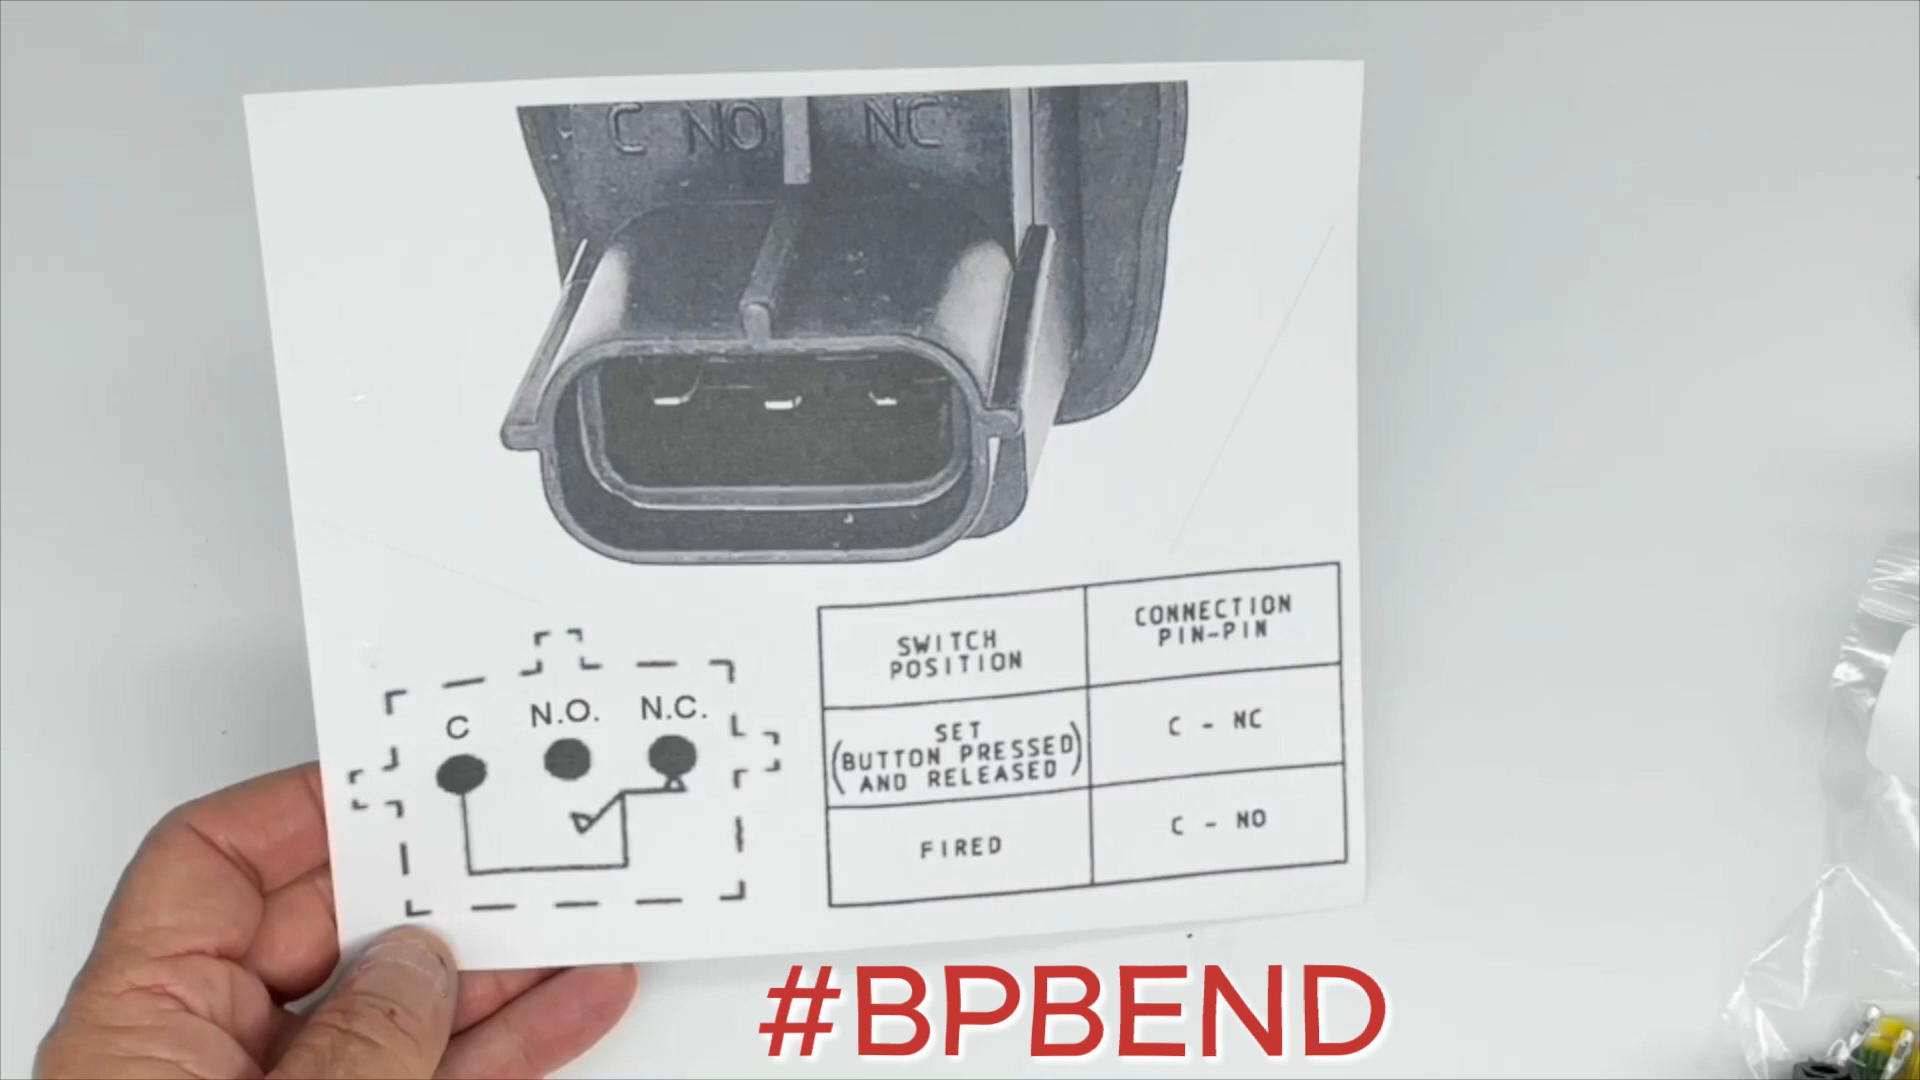 C NO NC
C N.O. N.C.
SWITCH
POSITION
CONNECTION
PIN-PIN
SET
(BUTTON PRESSED
AND RELEASED)
C - NC
FIRED
C - NO
#BPBEND